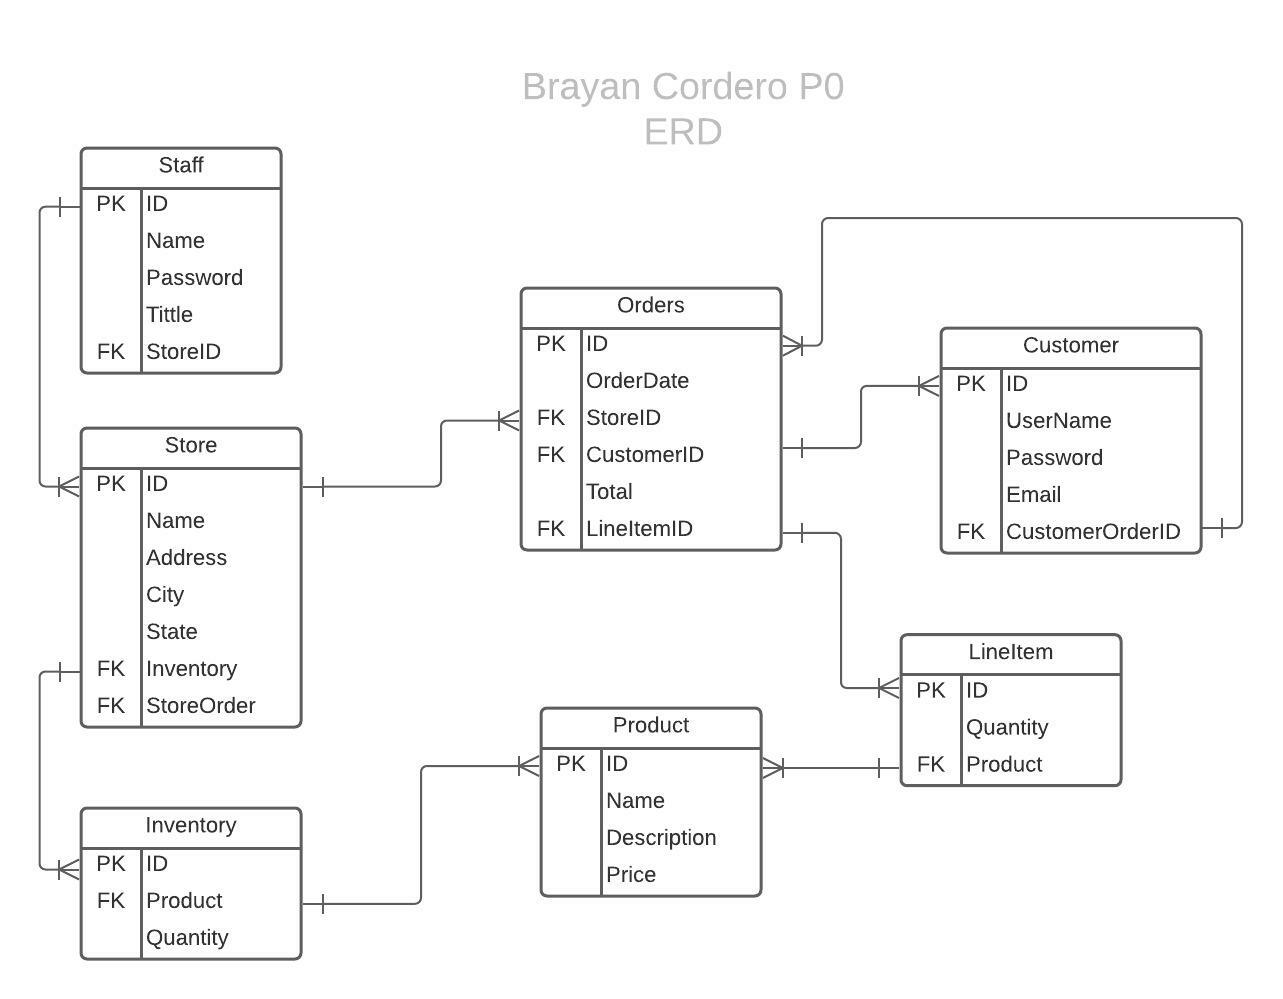 Brayan Cordero P0
ERD
Staff
PK ID
Name
Password
Tittle
FK StoreID
Store
PK ID
Name
Address
City
State
FK Inventory
FK StoreOrder
Inventory
PK ID
FK Product
Quantity
Orders
PK ID
OrderDate
FK StoreID
FK CustomerID
Total
FK LineItemID
Product
PK ID
Name
Description
Price
Customer
PK ID
UserName
Password
Email
FK CustomerOrderID
LineItem
PK ID
Quantity
FK Product